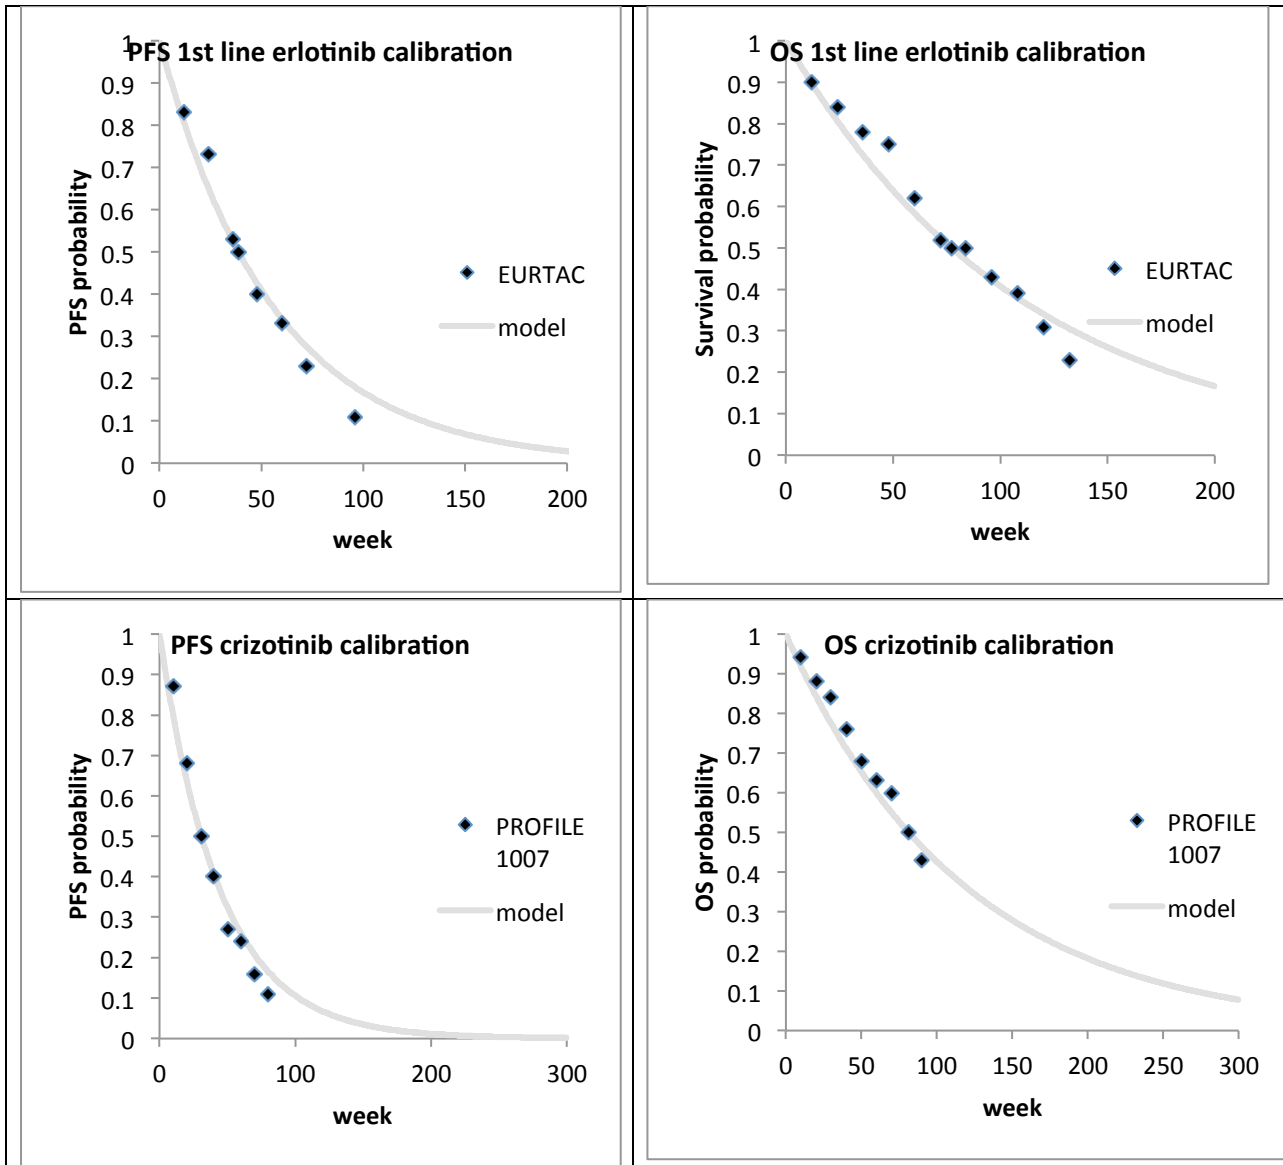 PFS 1st line erlotinib calibration
1
0.9
0.8
0.7
0.6
0.5
0.4
0.3
0.2
0.1
0
PFS probability
EURTAC
model
0 50 100 150 200
week
OS 1st line erlotinib calibration
1
0.9
0.8
0.7
0.6
0.5
0.4
0.3
0.2
0.1
0
Survival probability
EURTAC
model
0 50 100 150 200
week
PFS crizotinib calibration
1
0.9
0.8
0.7
0.6
0.5
0.4
0.3
0.2
0.1
0
PFS probability
PROFILE
1007
model
0 100 200 300
week
OS crizotinib calibration
1
0.9
0.8
0.7
0.6
0.5
0.4
0.3
0.2
0.1
0
OS probability
PROFILE
1007
model
0 50 100 150 200 250 300
week